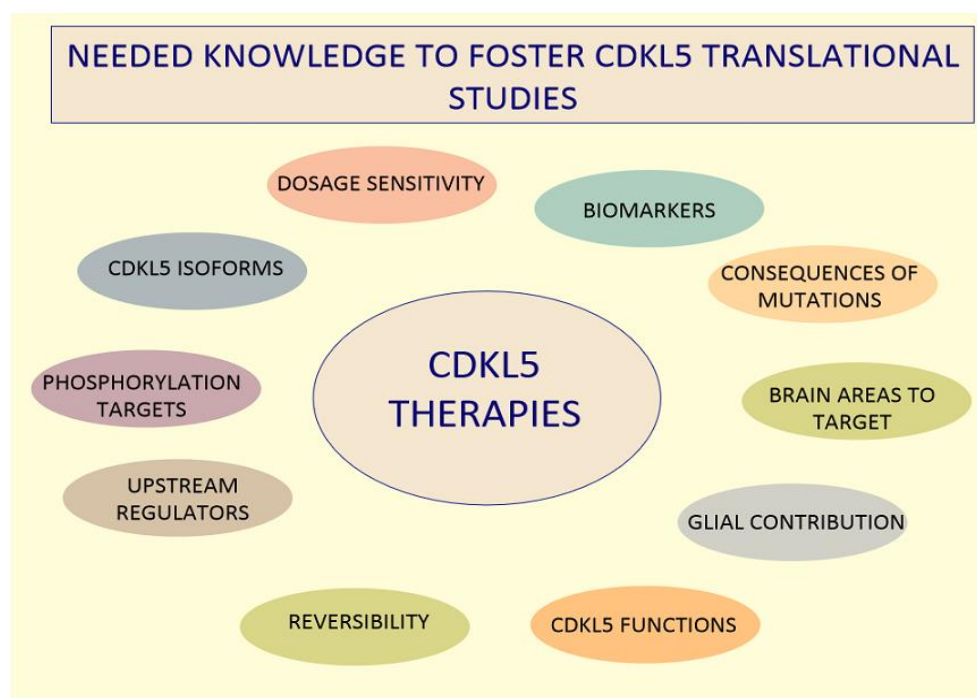 NEEDED KNOWLEDGE TO FOSTER CDKL5 TRANSLATIONAL
STUDIES
DOSAGE SENSITIVITY
BIOMARKERS
CDKL5 ISOFORMS
CONSEQUENCES OF
MUTATIONS
CDKL5
THERAPIES
PHOSPHORYLATION
TARGETS
BRAIN AREAS TO
TARGET
UPSTREAM
REGULATORS
GLIAL CONTRIBUTION
REVERSIBILITY
CDKL5 FUNCTIONS